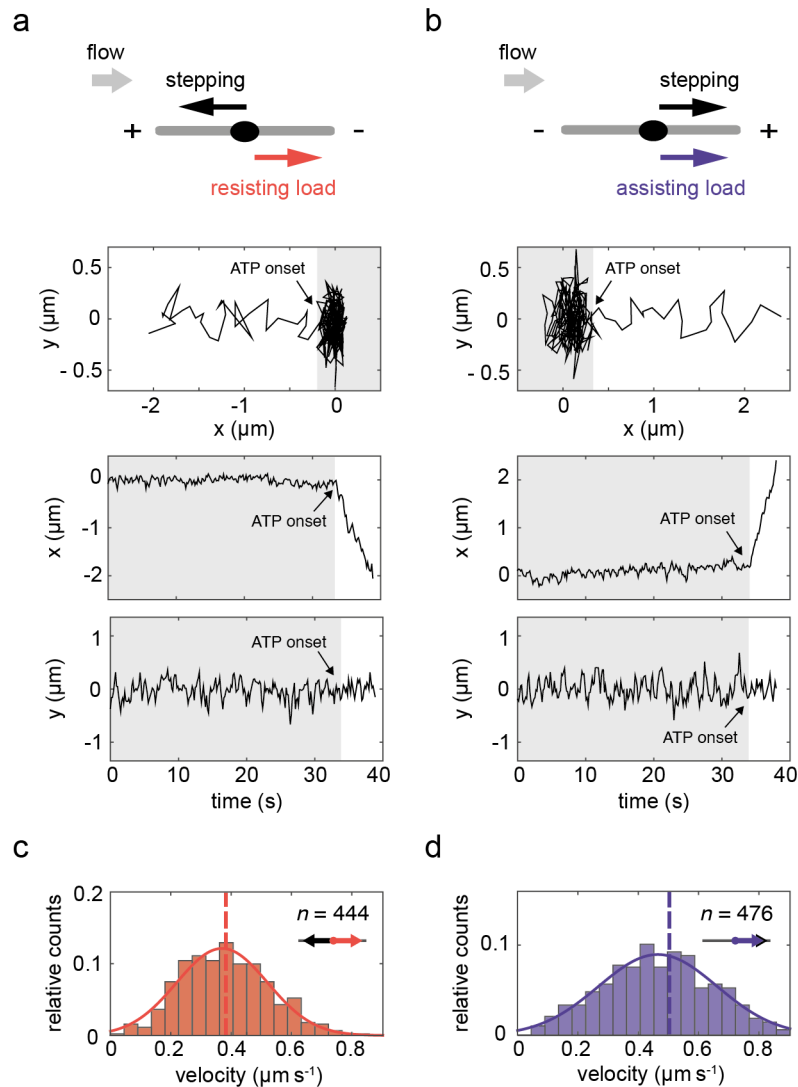 a
b
flow
stepping
+
-
resisting load
flow
stepping
-
+
assisting load
0.5
0
- 0.5
y (µm)
ATP onset
-2
-1
0
x (µm)
0.5
0
- 0.5
y (µm)
ATP onset
0
1
2
x (µm)
0
-1
-2
x (µm)
ATP onset
2
1
0
x (µm)
ATP onset
1
0
-1
y (µm)
ATP onset
0
10
20
30
40
time (s)
1
0
-1
y (µm)
ATP onset
0
10
20
30
40
time (s)
c
d
0.2
0.1
0
relative counts
n = 444
0
0.2
0.4
0.6
0.8
velocity (µm s-1)
0.1
0
relative counts
n = 476
0
0.2
0.4
0.6
0.8
velocity (µm s-1)